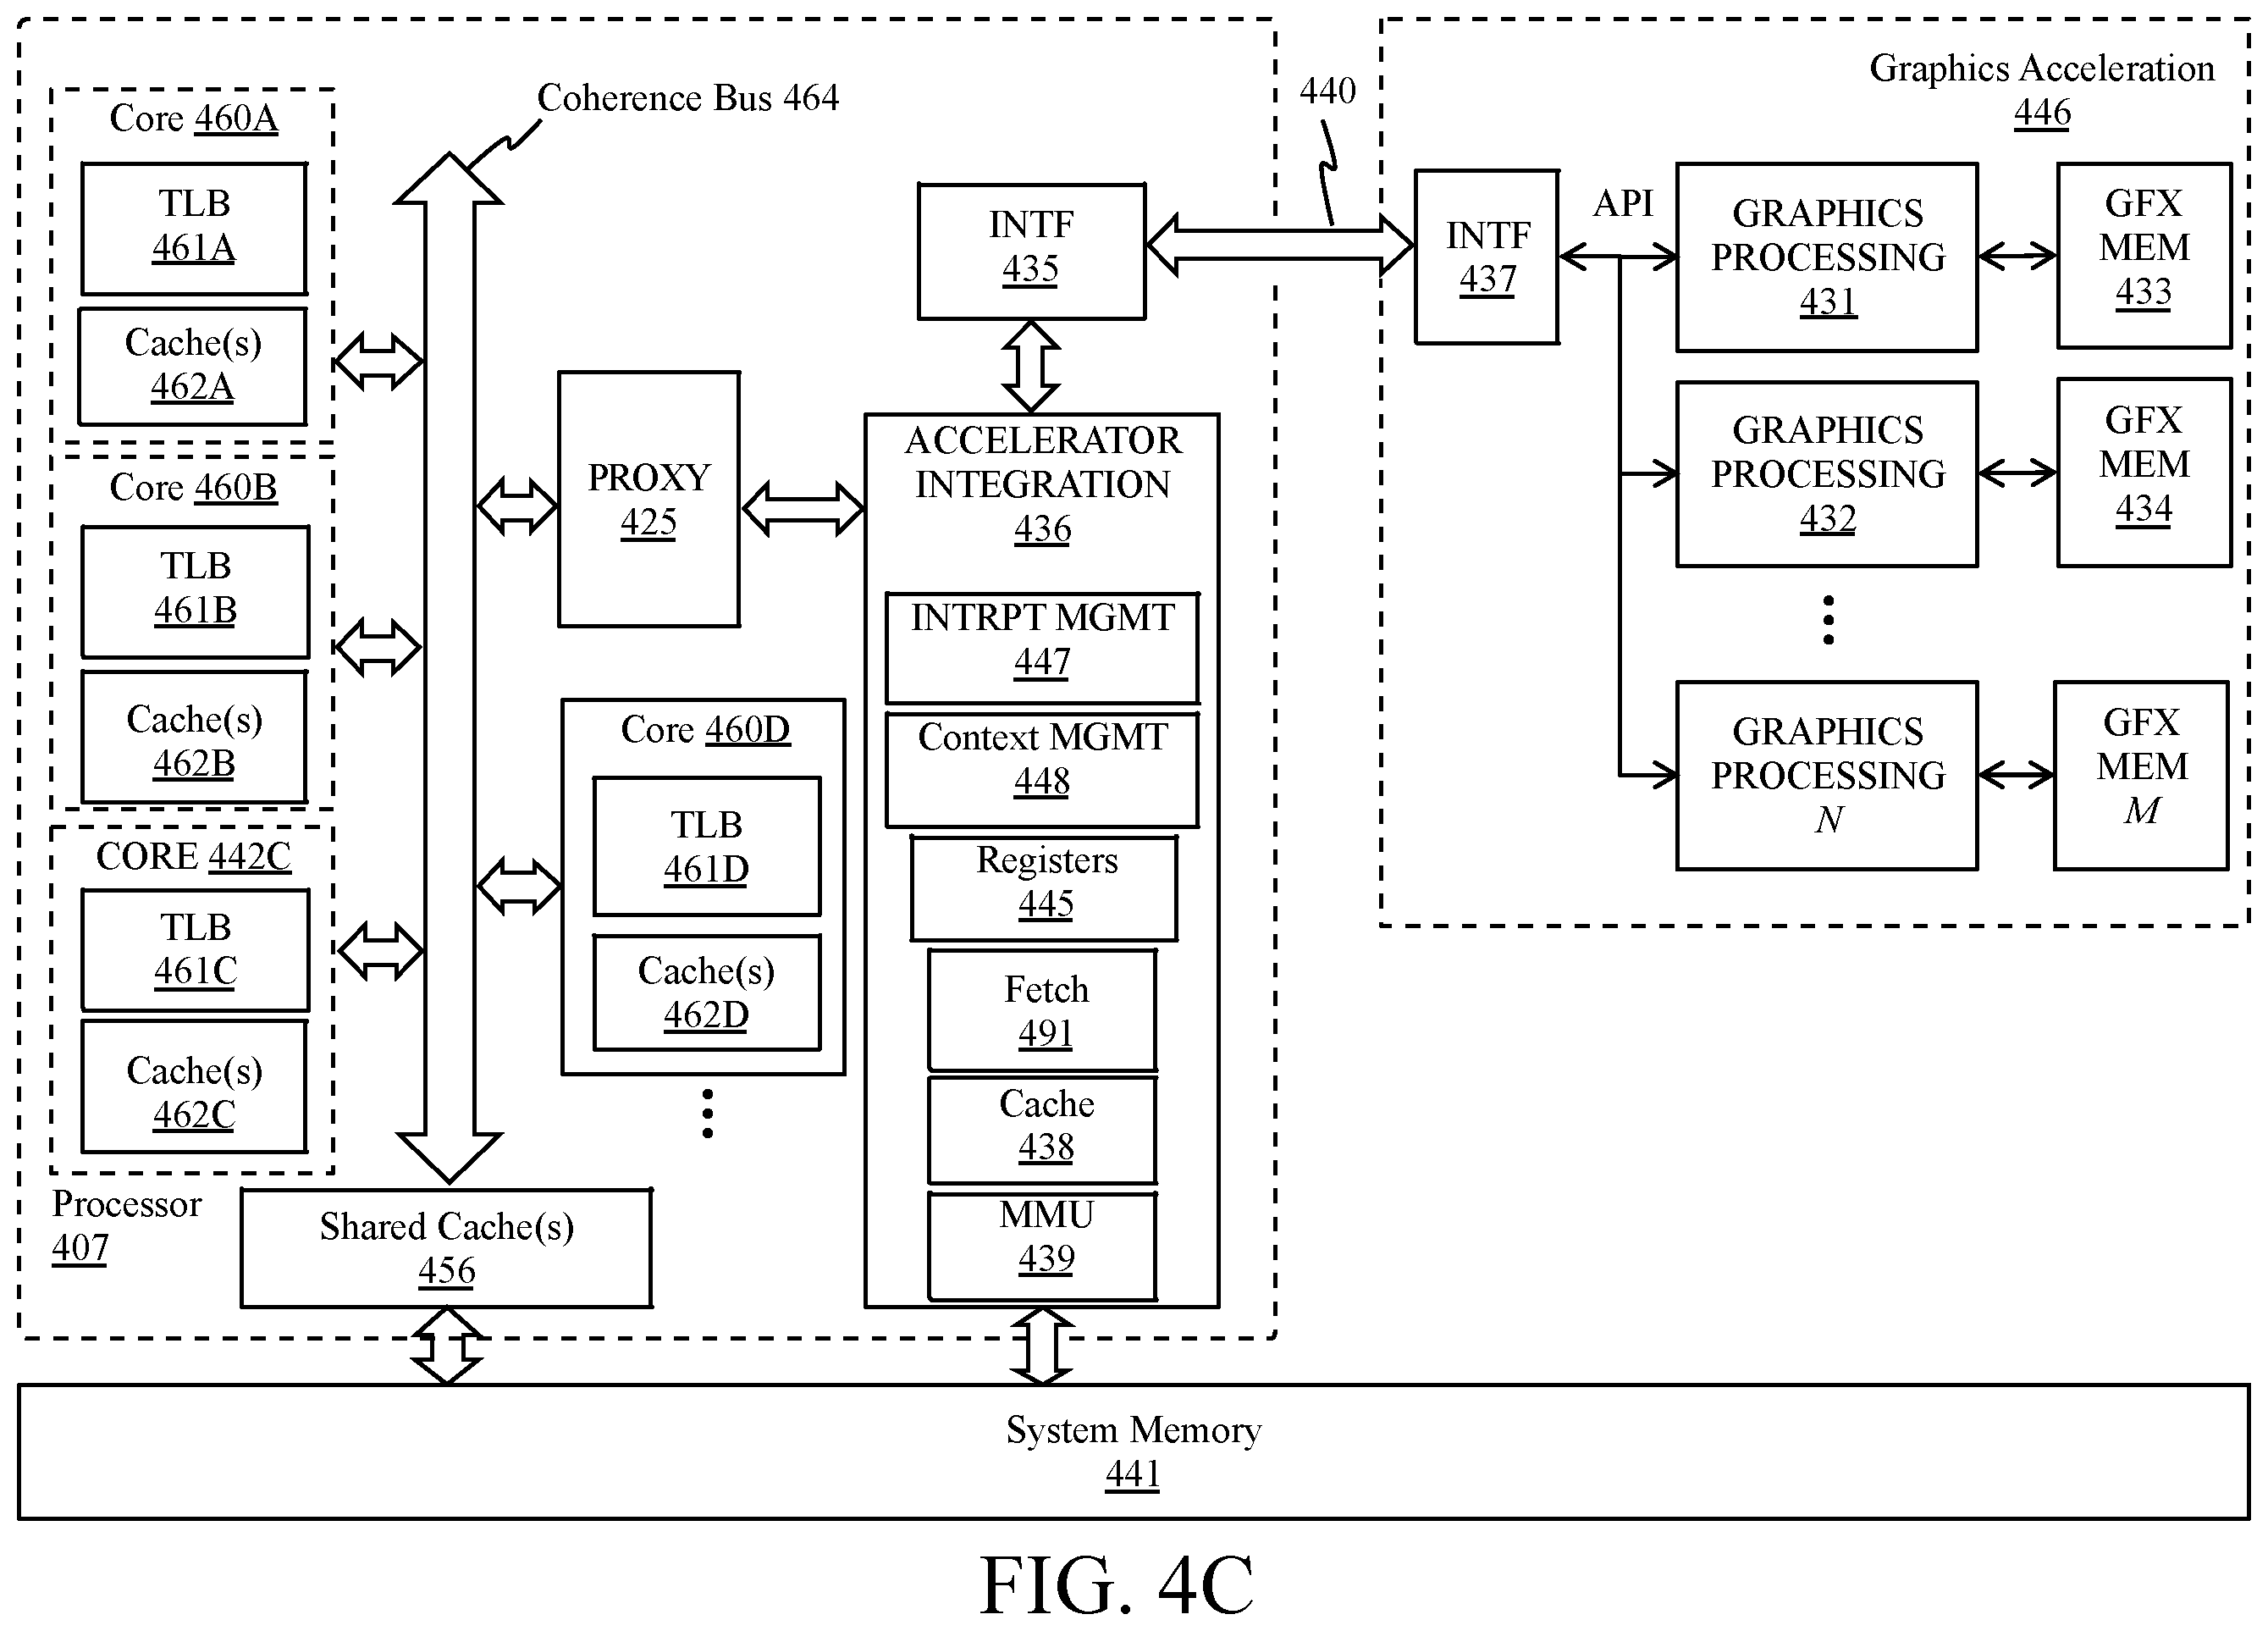 Coherence Bus 464
440
Graphics Acceleration
446
Core 460A
TLB
461A
Cache(s)
462A
Core 460B
TLB
461B
Cache(s)
462B
CORE 442C
TLB
461C
Cache(s)
462C
Processor
407
Shared Cache(s)
456
PROXY
425
Core 460D
TLB
461D
Cache(s)
462D
INTF
435
ACCELERATOR
INTEGRATION
436
INTRPT MGMT
447
Context MGMT
448
Registers
445
Fetch
491
Cache
438
MMU
439
INTF
437
API
GRAPHICS
PROCESSING
431
GFX
MEM
433
GRAPHICS
PROCESSING
432
GFX
MEM
434
GRAPHICS
PROCESSING
N
GFX
MEM
M
System Memory
441
FIG. 4C